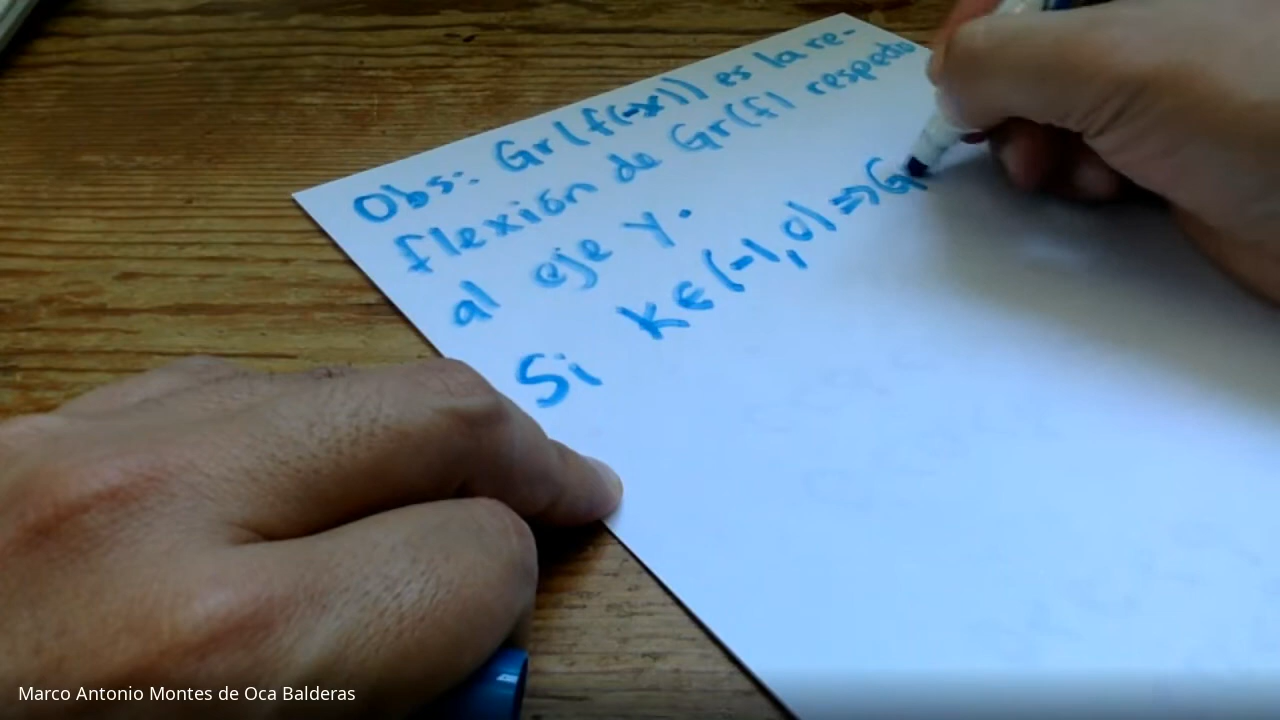 Obs: Gr(f(-x)) es la re-
flexión de Gr(f) respecto
al eje Y.
Si K∈(-1,0) ⇒ Gr
Marco Antonio Montes de Oca Balderas